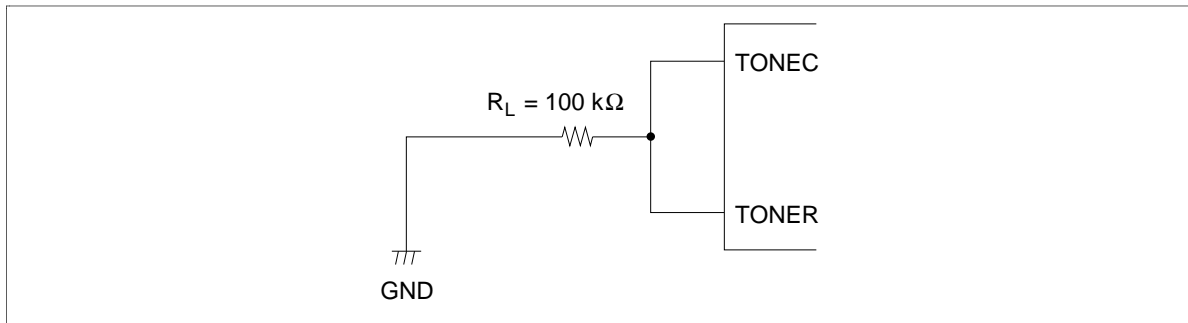 TONEC
R_L = 100 kΩ
TONER
GND